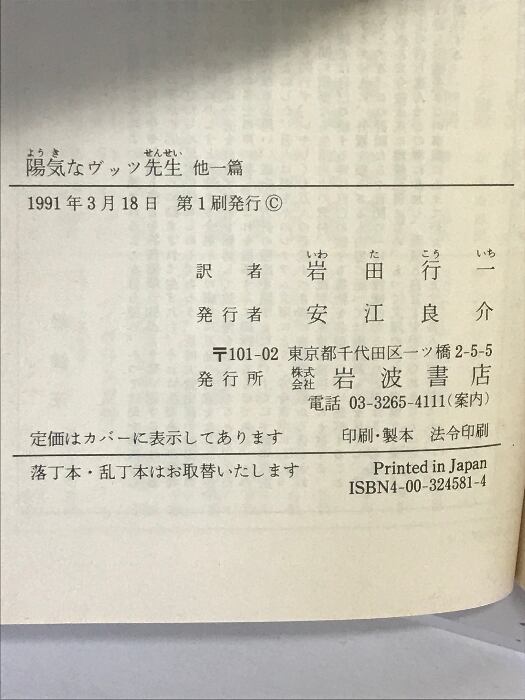 陽気なヴッツ先生 他一篇
1991年3月18日 第1刷発行©
訳者 岩田行一
発行者 安江良介
〒101-02 東京都千代田区一ツ橋2-5-5
発行所 株式会社 岩波書店
電話 03-3265-4111(案内)
定価はカバーに表示してあります 印刷・製本 法令印刷
落丁本・乱丁本はお取替いたします Printed in Japan
ISBN4-00-324581-4